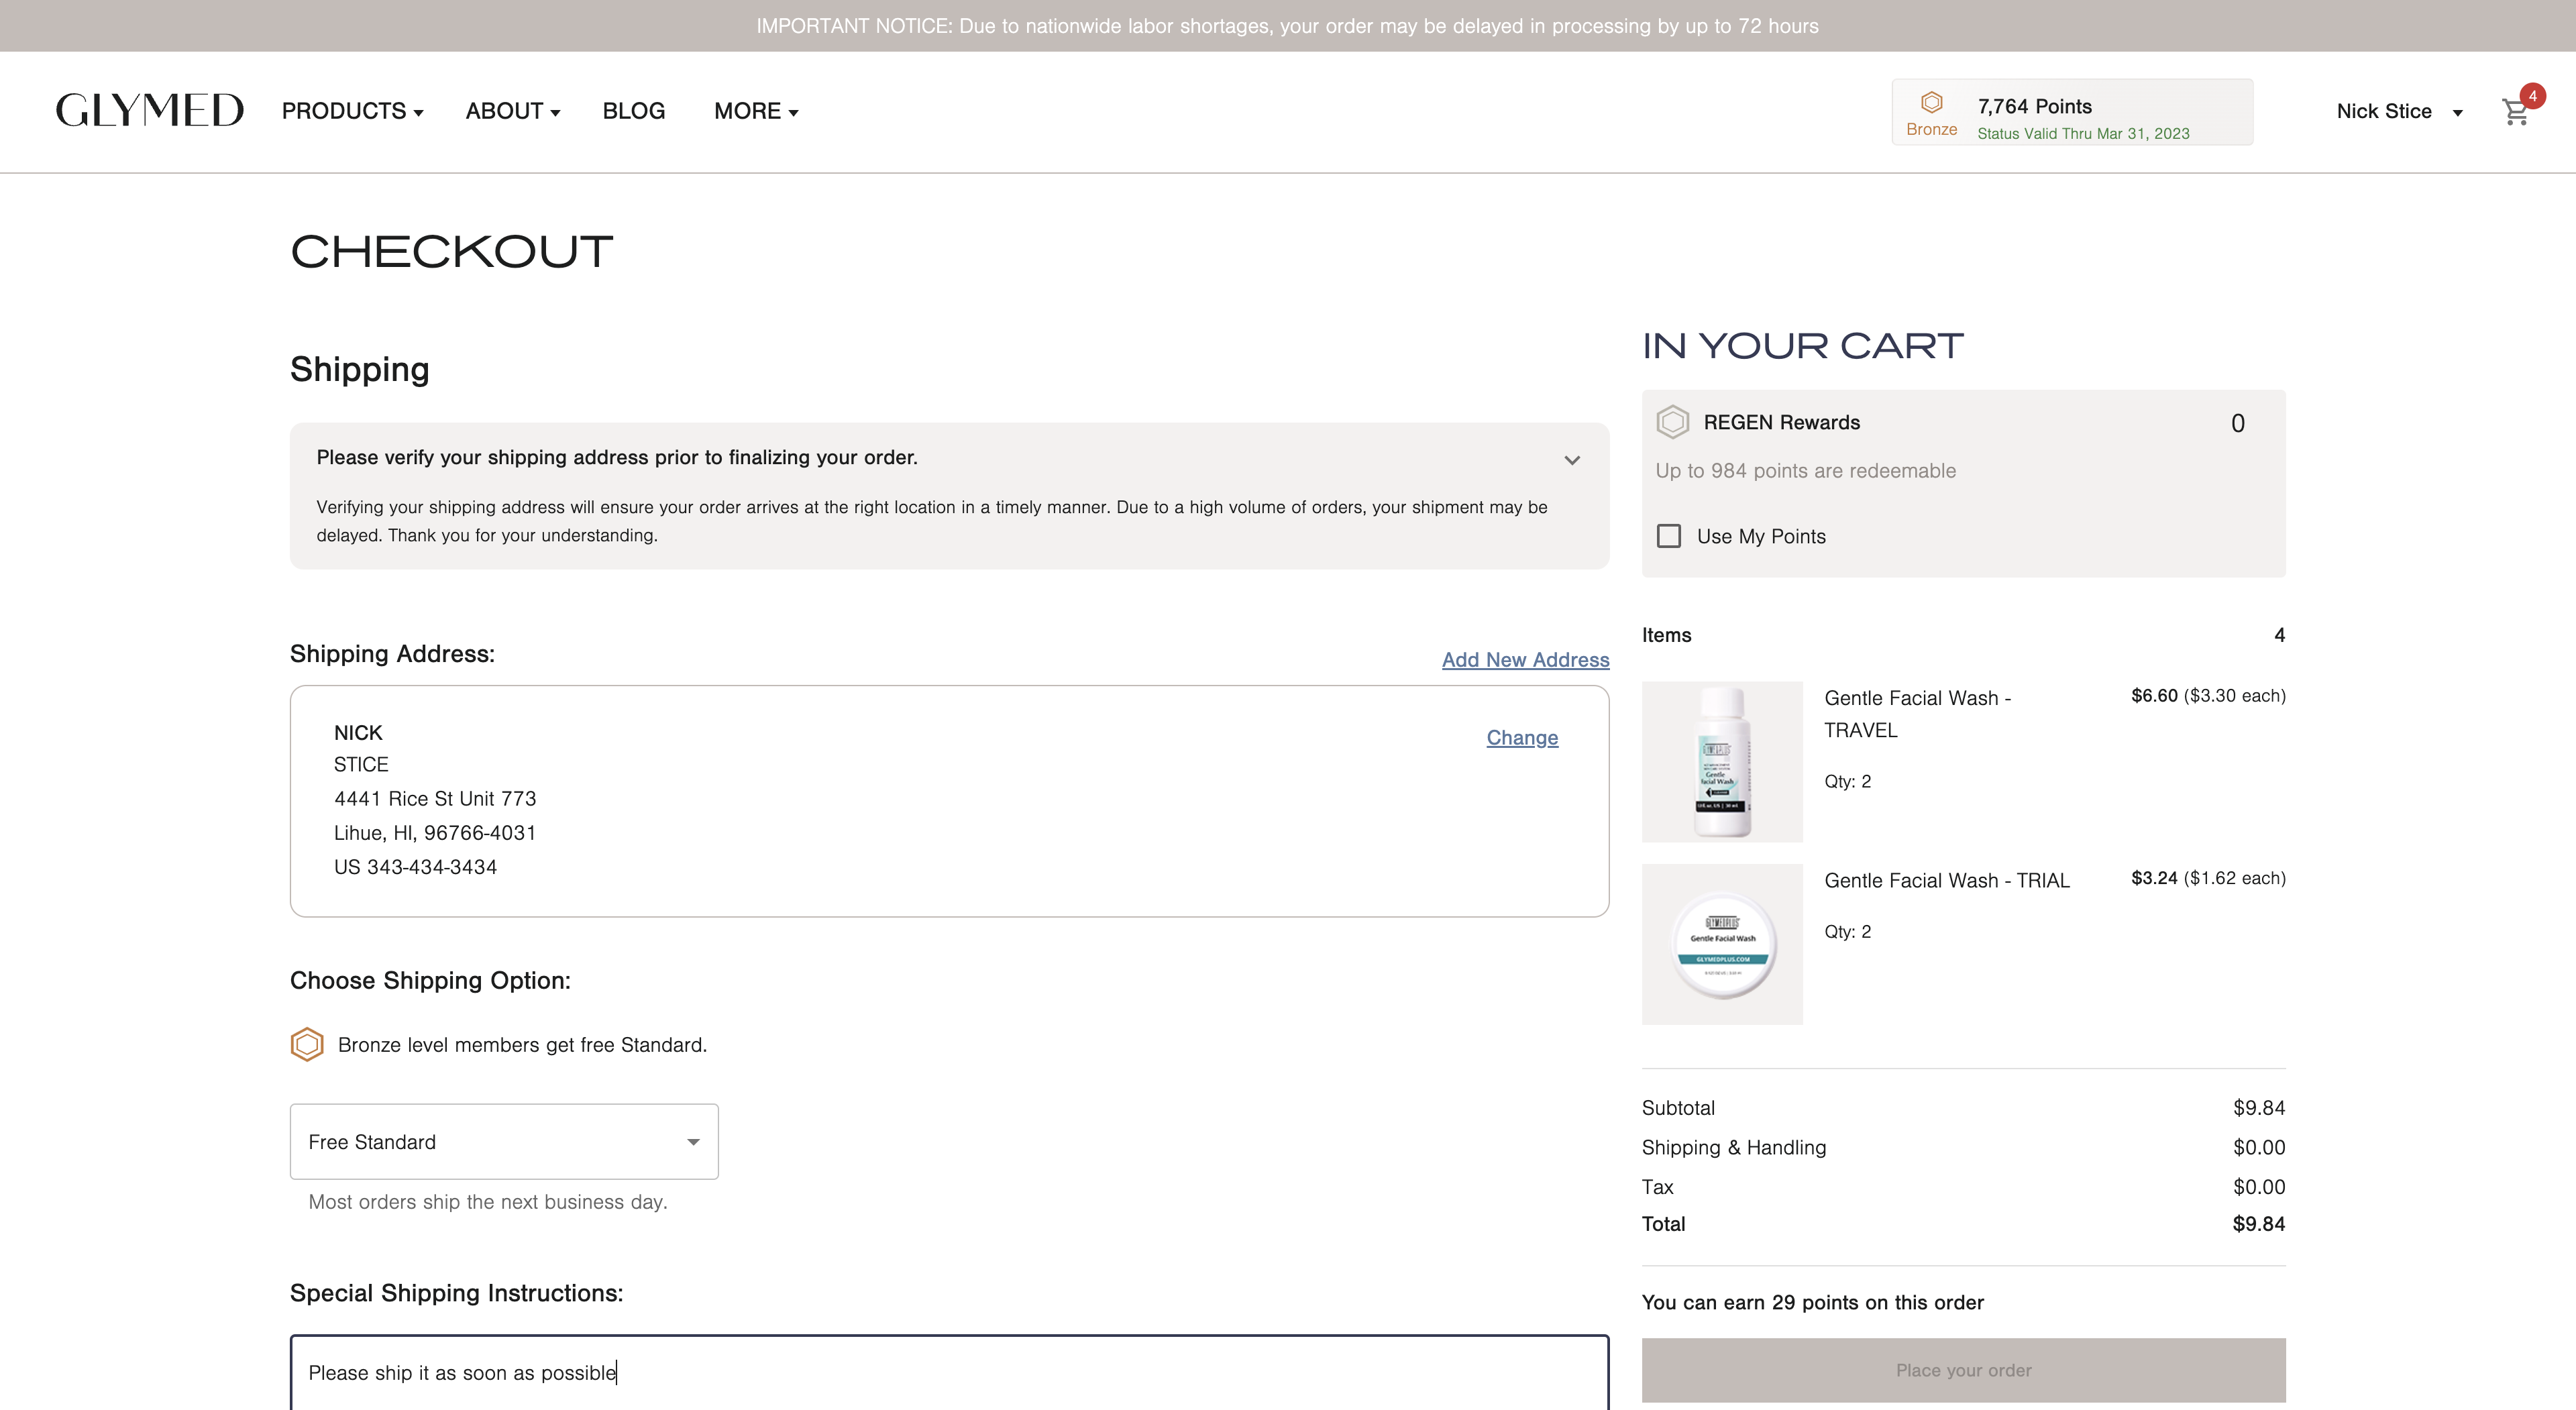 IMPORTANT NOTICE: Due to nationwide labor shortages, your order may be delayed in processing by up to 72 hours
GLYMED
PRODUCTS
ABOUT
BLOG
MORE
Bronze
7,764 Points
Status Valid Thru Mar 31, 2023
Nick Stice
4
CHECKOUT
Shipping
Please verify your shipping address prior to finalizing your order.
Verifying your shipping address will ensure your order arrives at the right location in a timely manner. Due to a high volume of orders, your shipment may be
delayed. Thank you for your understanding.
Shipping Address:
Add New Address
NICK
Change
STICE
4441 Rice St Unit 773
Lihue, HI, 96766-4031
US 343-434-3434
Choose Shipping Option:
Bronze level members get free Standard.
Free Standard
Most orders ship the next business day.
Special Shipping Instructions:
Please ship it as soon as possible
IN YOUR CART
REGEN Rewards 0
Up to 984 points are redeemable
Use My Points
Items 4
GLYMEDPLUS
Gentle
Facial Wash
Gentle Facial Wash - $6.60 ($3.30 each)
TRAVEL
Qty: 2
GLYMEDPLUS
Gentle Facial Wash
GLYMEDPLUS.COM
Gentle Facial Wash - TRIAL $3.24 ($1.62 each)
Qty: 2
Subtotal $9.84
Shipping & Handling $0.00
Tax $0.00
Total $9.84
You can earn 29 points on this order
Place your order